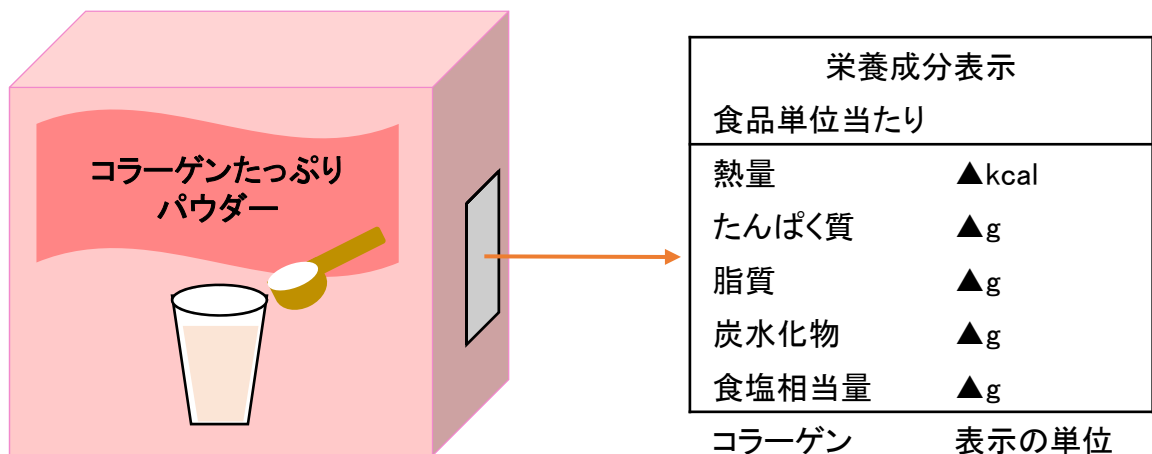 コラーゲンたっぷり
パウダー
栄養成分表示
食品単位当たり
熱量 ▲kcal
たんぱく質 ▲g
脂質 ▲g
炭水化物 ▲g
食塩相当量 ▲g
コラーゲン 表示の単位